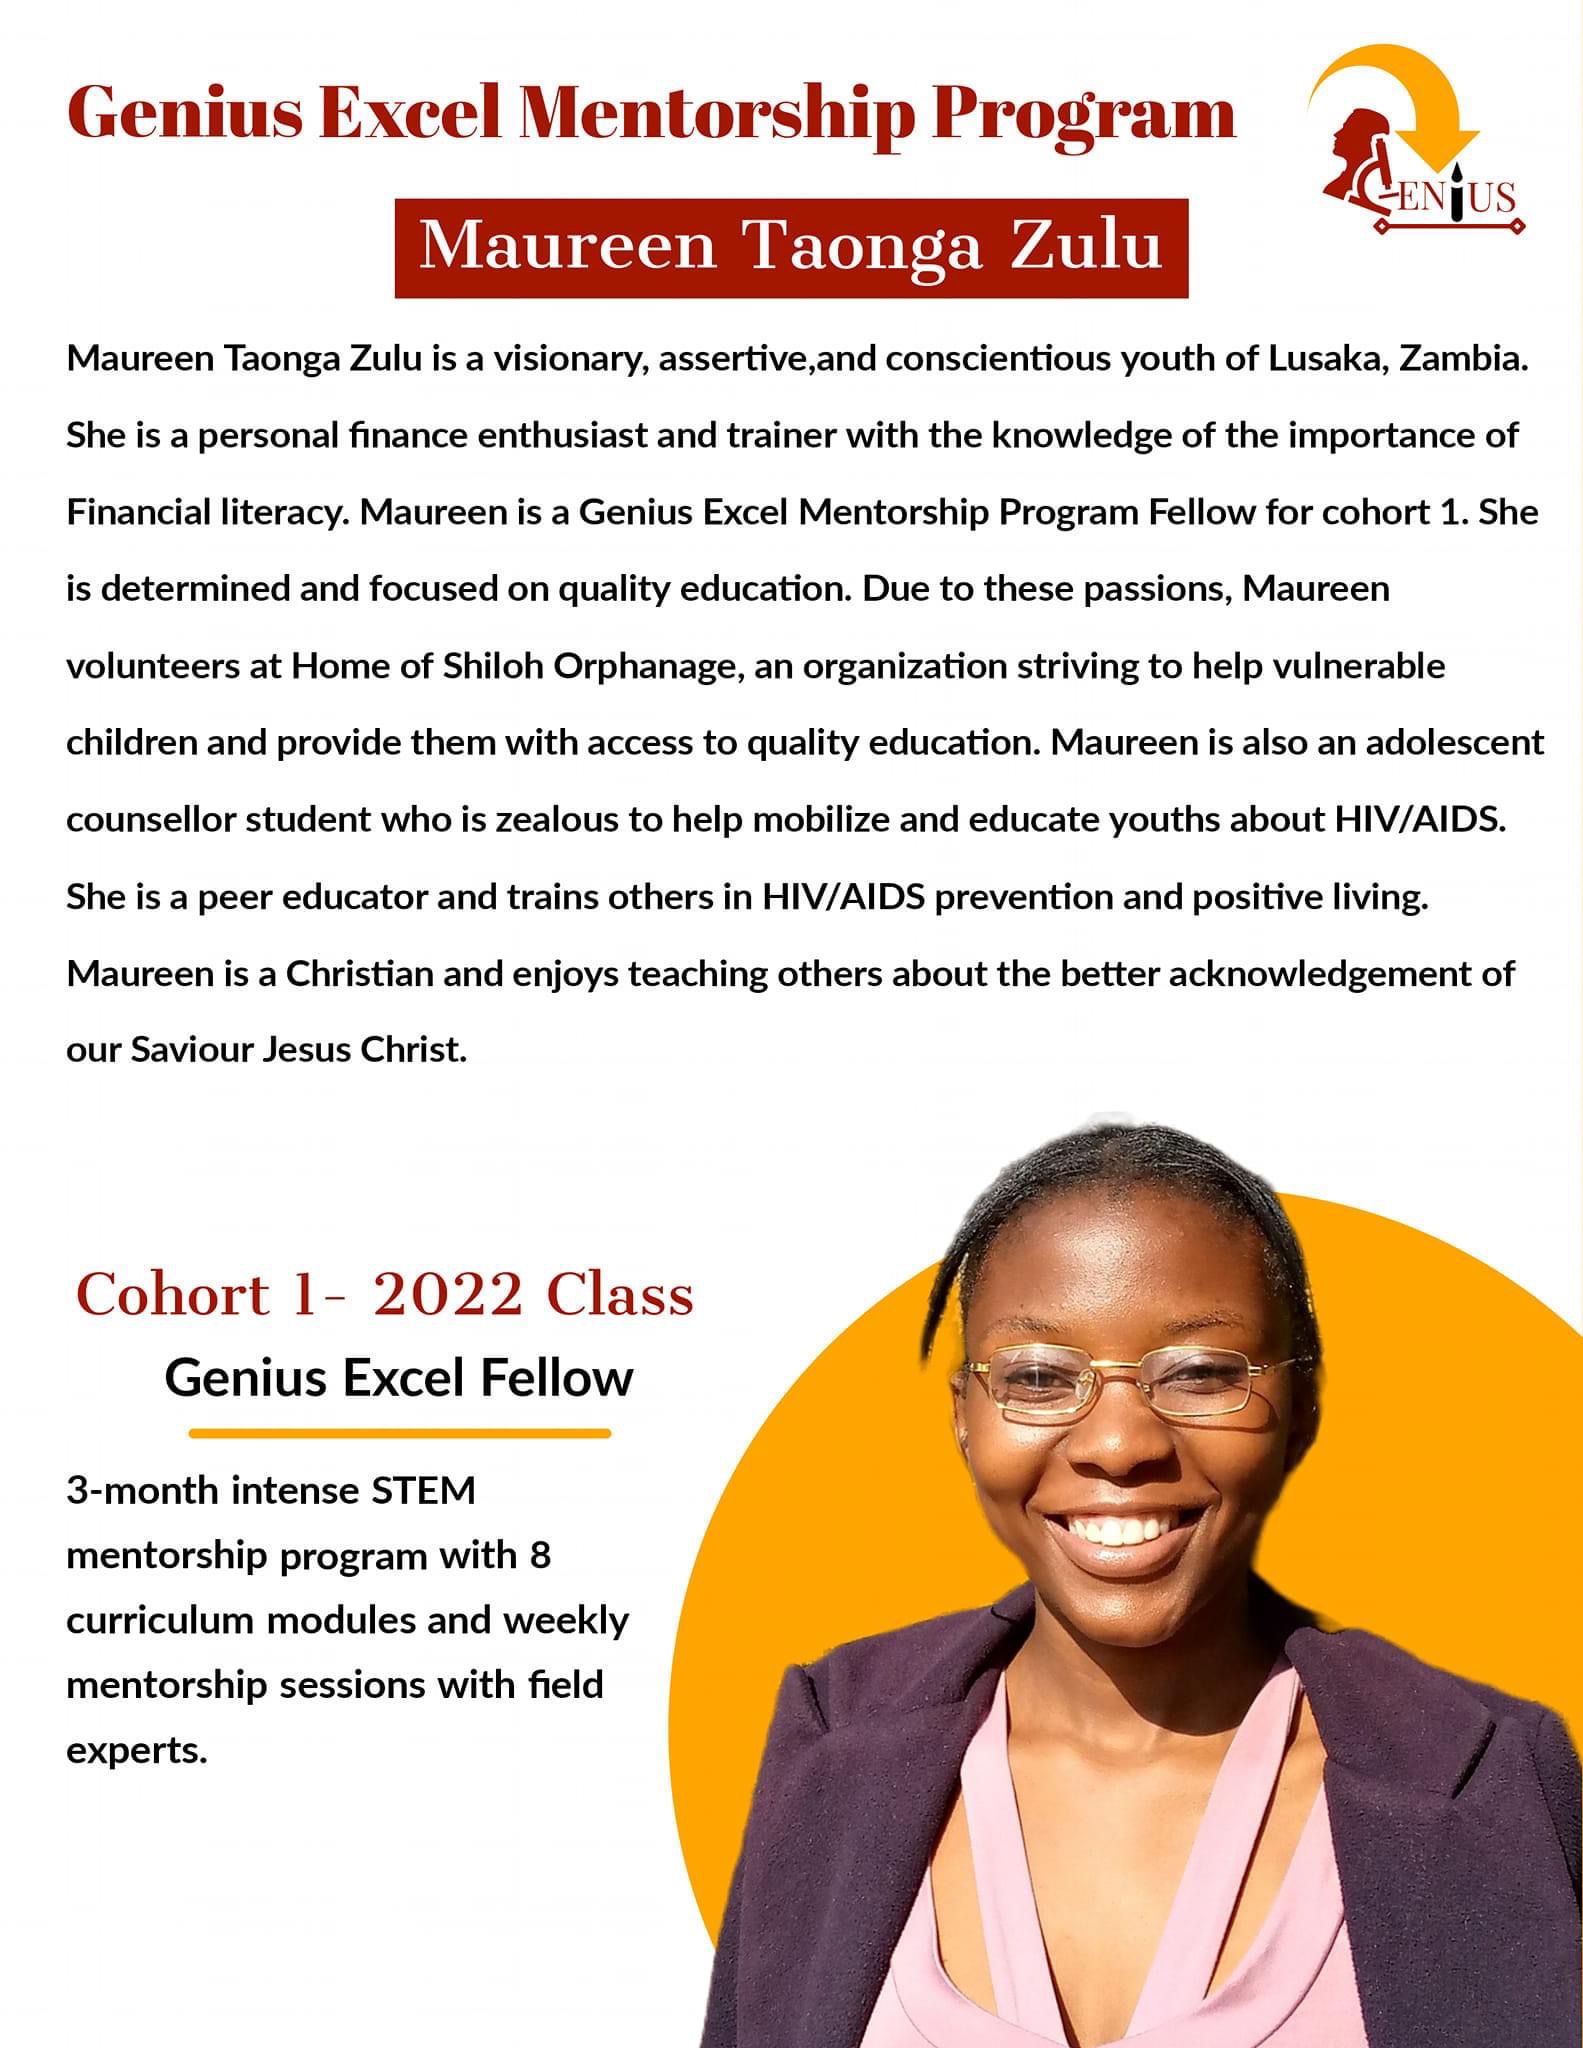 Genius Excel Mentorship Program
ENIUS
Maureen Taonga Zulu
Maureen Taonga Zulu is a visionary, assertive,and conscientious youth of Lusaka, Zambia.
She is a personal finance enthusiast and trainer with the knowledge of the importance of
Financial literacy. Maureen is a Genius Excel Mentorship Program Fellow for cohort 1. She
is determined and focused on quality education. Due to these passions, Maureen
volunteers at Home of Shiloh Orphanage, an organization striving to help vulnerable
children and provide them with access to quality education. Maureen is also an adolescent
counsellor student who is zealous to help mobilize and educate youths about HIV/AIDS.
She is a peer educator and trains others in HIV/AIDS prevention and positive living.
Maureen is a Christian and enjoys teaching others about the better acknowledgement of
our Saviour Jesus Christ.
Cohort 1- 2022 Class
Genius Excel Fellow
3-month intense STEM
mentorship program with 8
curriculum modules and weekly
mentorship sessions with field
experts.